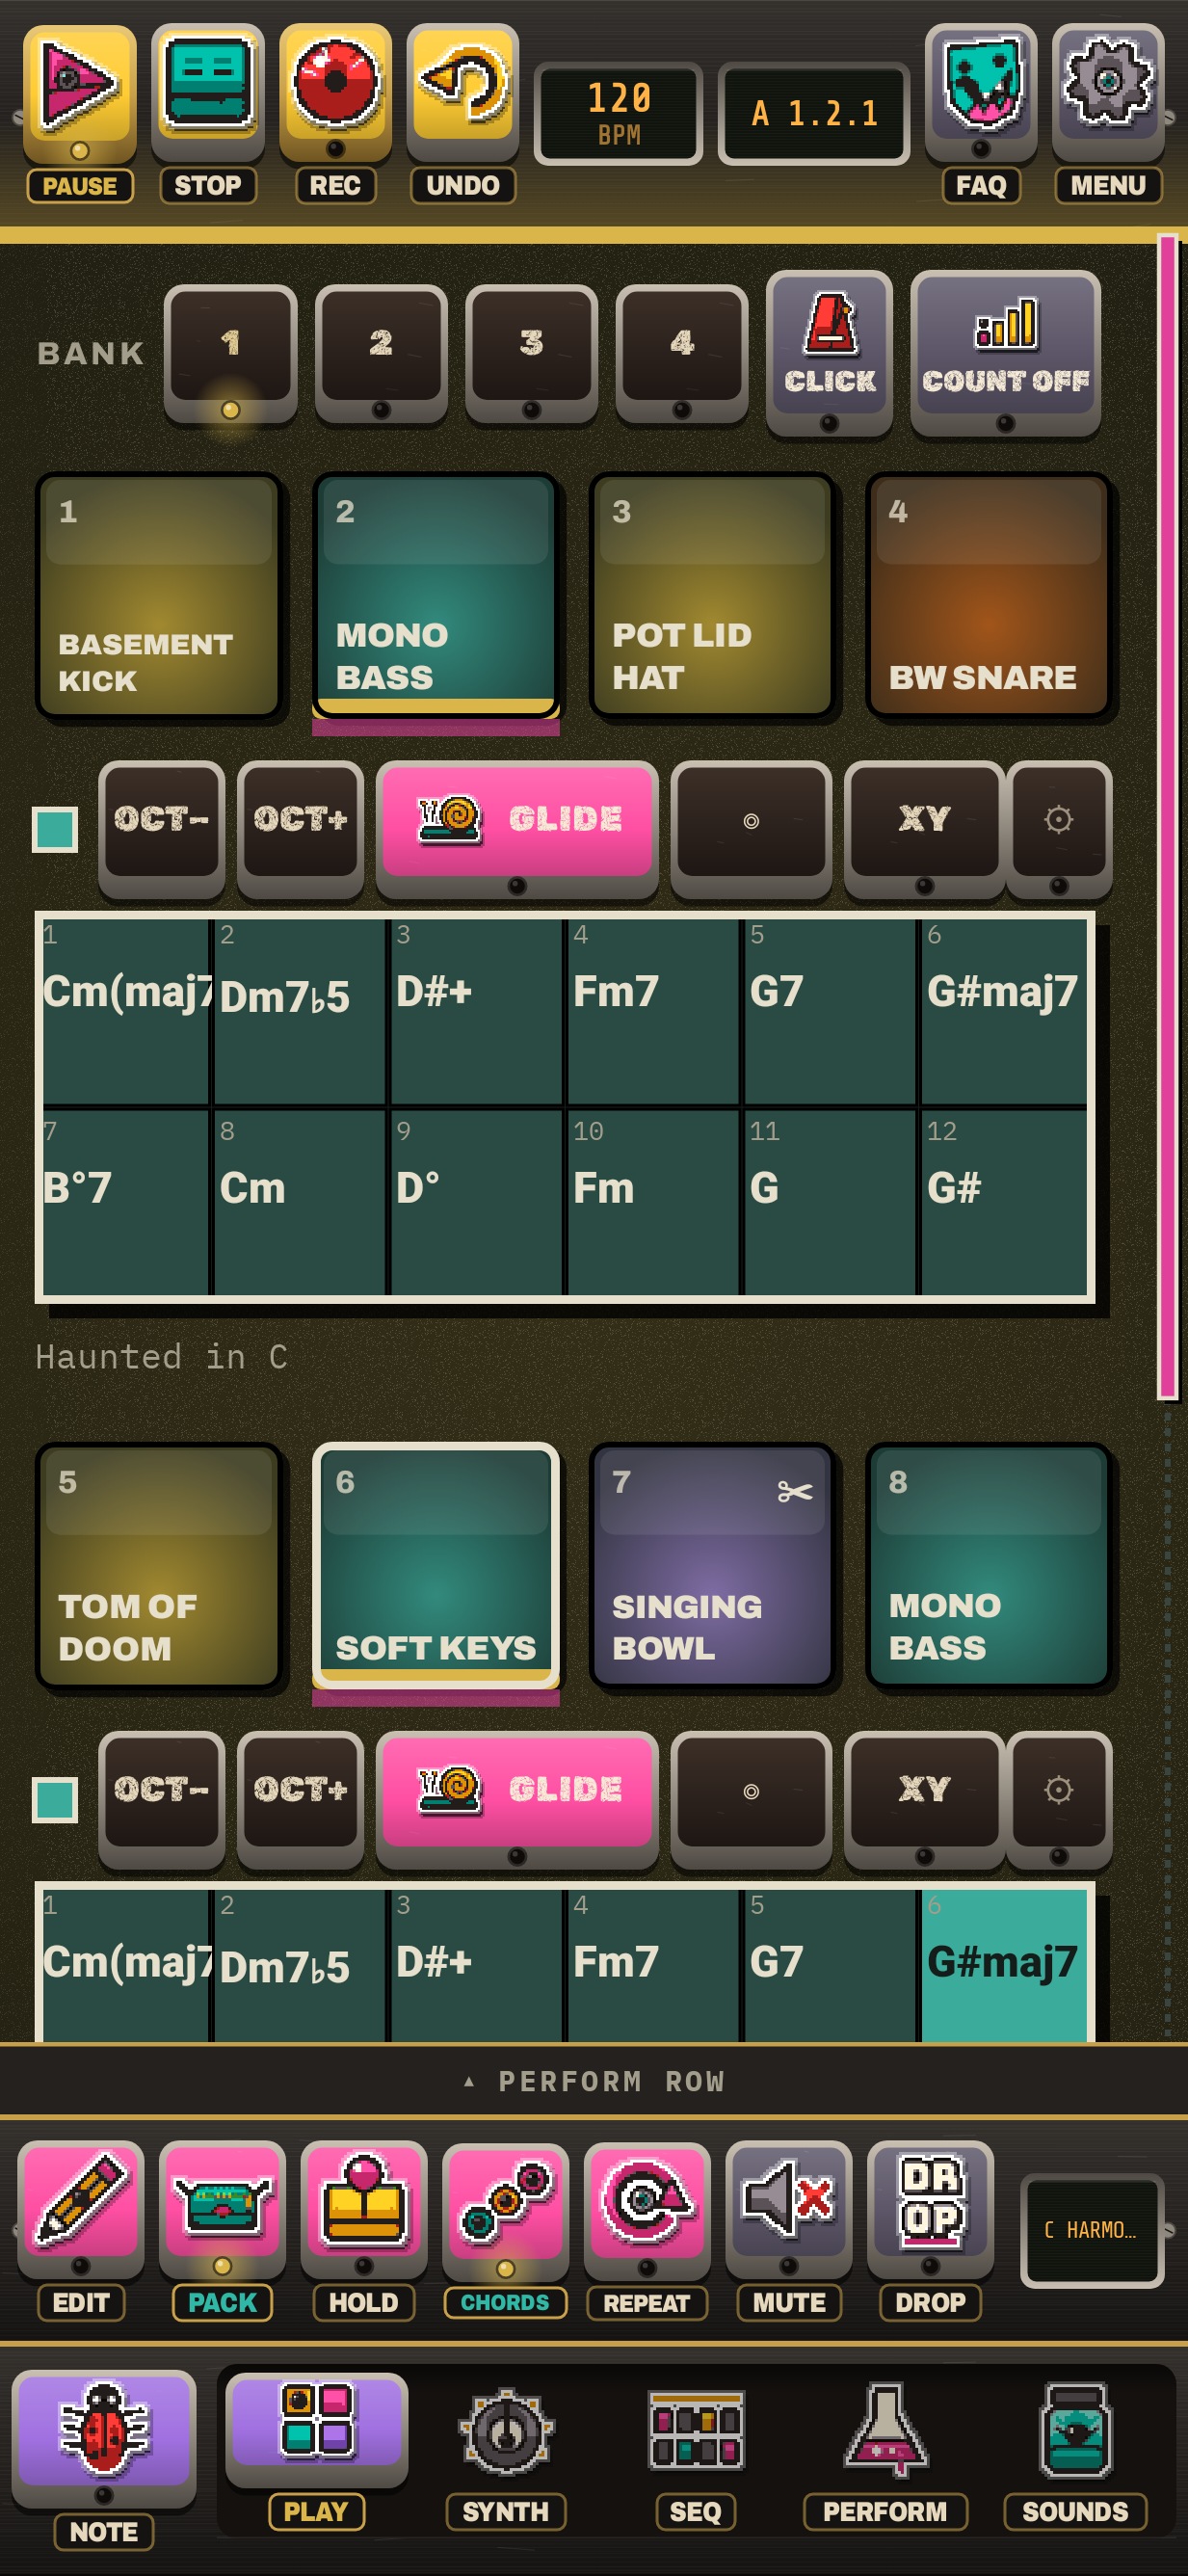 120
BPM
A 1.2.1
PAUSE STOP REC UNDO FAQ MENU
BANK 1 2 3 4 CLICK COUNT OFF
1 2 3 4
BASEMENT KICK
MONO BASS
POT LID HAT
BW SNARE
OCT- OCT+ GLIDE XY
1 2 3 4 5 6
Cm(maj7 Dm7♭5 D#+ Fm7 G7 G#maj7
7 8 9 10 11 12
B°7 Cm D° Fm G G#
Haunted in C
5 6 7 8
TOM OF DOOM
SOFT KEYS
SINGING BOWL
MONO BASS
OCT- OCT+ GLIDE XY
1 2 3 4 5 6
Cm(maj7 Dm7♭5 D#+ Fm7 G7 G#maj7
▲ PERFORM ROW
DR
OP
C HARMO…
EDIT PACK HOLD CHORDS REPEAT MUTE DROP
NOTE PLAY SYNTH SEQ PERFORM SOUNDS